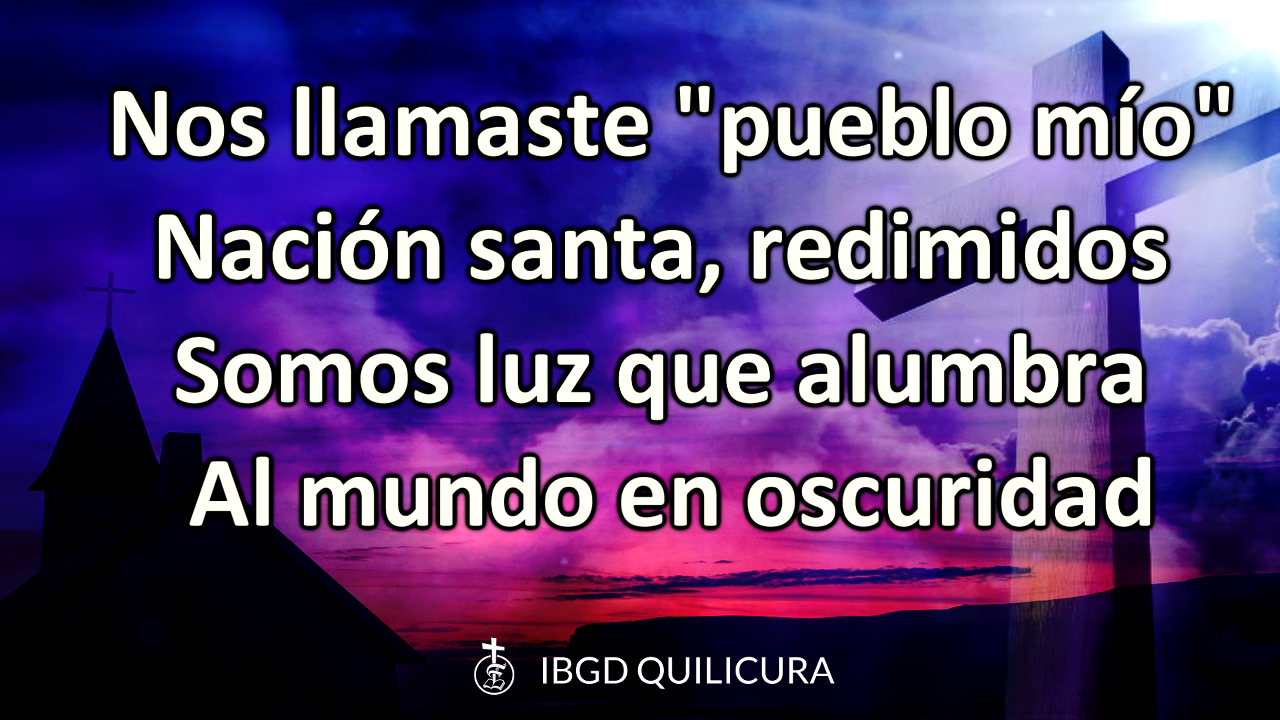 Nos llamaste "pueblo mío"
Nación santa, redimidos
Somos luz que alumbra
Al mundo en oscuridad
IBGD QUILICURA